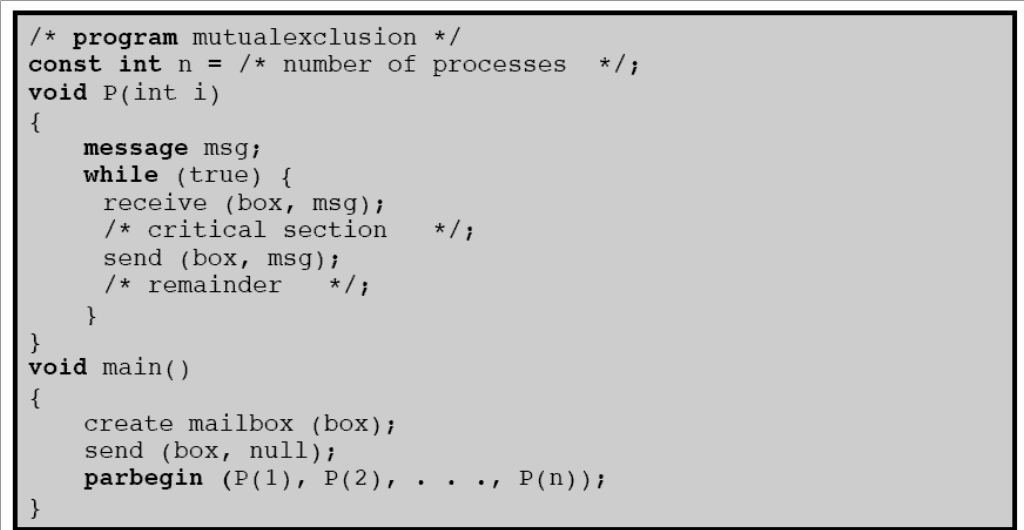 /* program mutualexclusion */
const int n = /* number of processes */;
void P(int i)
{
message msg;
while (true) {
receive (box, msg);
/* critical section */;
send (box, msg);
/* remainder */;
}
}
void main()
{
create mailbox (box);
send (box, null);
parbegin (P(1), P(2), . . ., P(n));
}